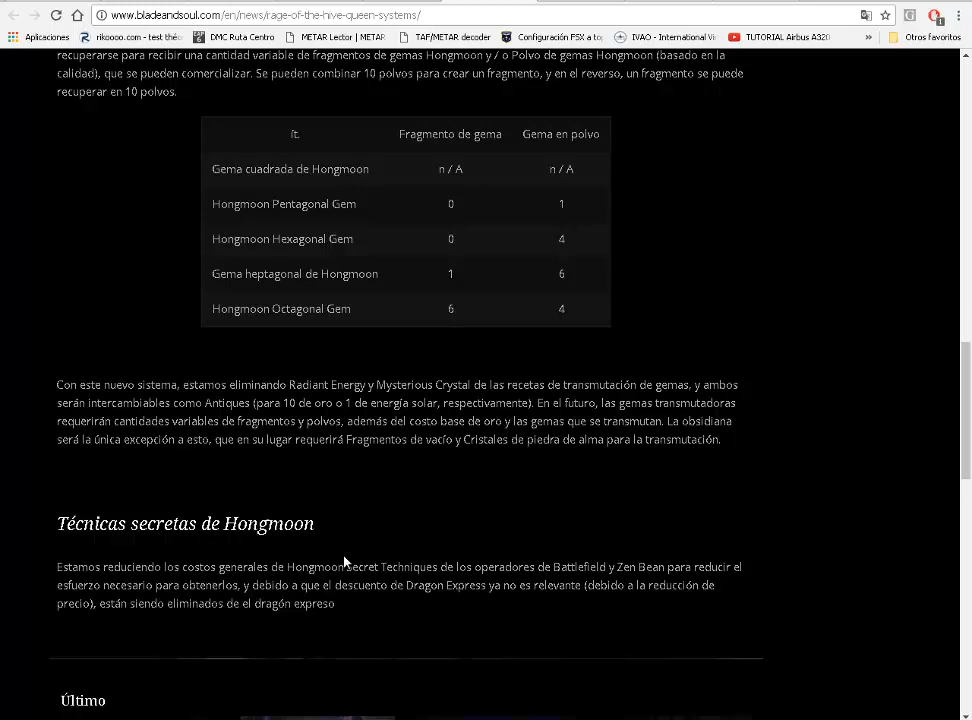 www.bladeandsoul.com/en/news/rage-of-the-hive-queen-systems/
Aplicaciones rikoooo.com - test théc DMC Ruta Centro METAR Lector | METAR TAF/METAR decoder Configuración FSX a to IVAO - International Vi TUTORIAL Airbus A320 » Otros favoritos
recuperarse para recibir una cantidad variable de fragmentos de gemas Hongmoon y / o Polvo de gemas Hongmoon (basado en la
calidad), que se pueden comercializar. Se pueden combinar 10 polvos para crear un fragmento, y en el reverso, un fragmento se puede
recuperar en 10 polvos.
ít. Fragmento de gema Gema en polvo
Gema cuadrada de Hongmoon n / A n / A
Hongmoon Pentagonal Gem 0 1
Hongmoon Hexagonal Gem 0 4
Gema heptagonal de Hongmoon 1 6
Hongmoon Octagonal Gem 6 4
Con este nuevo sistema, estamos eliminando Radiant Energy y Mysterious Crystal de las recetas de transmutación de gemas, y ambos
serán intercambiables como Antiques (para 10 de oro o 1 de energía solar, respectivamente). En el futuro, las gemas transmutadoras
requerirán cantidades variables de fragmentos y polvos, además del costo base de oro y las gemas que se transmutan. La obsidiana
será la única excepción a esto, que en su lugar requerirá Fragmentos de vacío y Cristales de piedra de alma para la transmutación.
Técnicas secretas de Hongmoon
Estamos reduciendo los costos generales de Hongmoon Secret Techniques de los operadores de Battlefield y Zen Bean para reducir el
esfuerzo necesario para obtenerlos, y debido a que el descuento de Dragon Express ya no es relevante (debido a la reducción de
precio), están siendo eliminados de el dragón expreso
Último